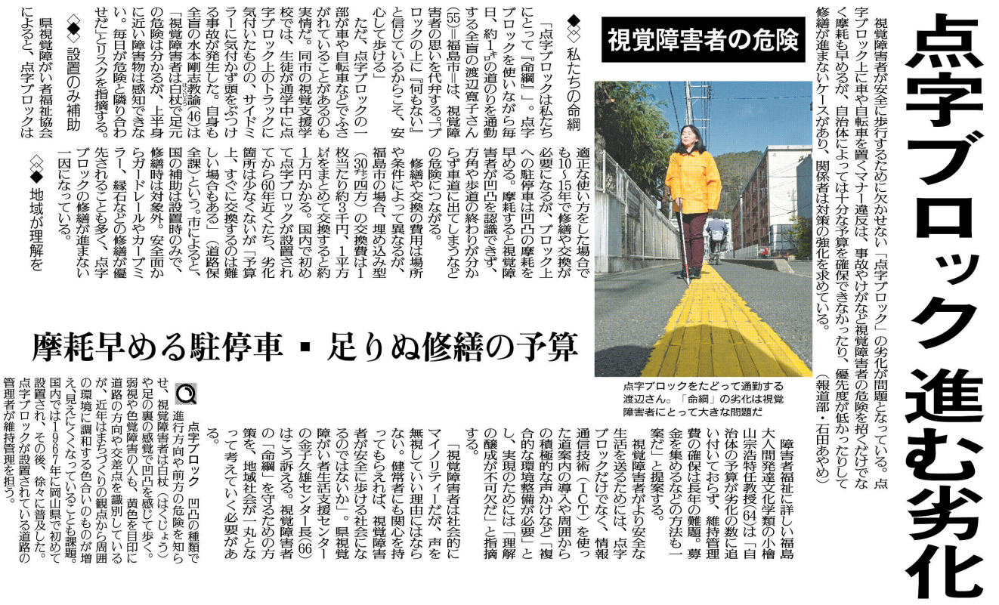 点字ブロック 進む劣化
視覚障害者が安全に歩行するために欠かせない「点字ブロック」の劣化が問題となっている。点
字ブロック上に車や自転車を置くマナー違反は、事故やけがなど視覚障害者の危険を招くだけでな
く摩耗も早めるが、自治体によっては十分な予算を確保できなかったり、優先度が低かったりして
修繕が進まないケースがあり、関係者は対策の強化を求めている。　（報道部・石田あやめ）
視覚障害者の危険
◆◇◇ 私たちの命綱
「点字ブロックは私たち
にとって『命綱』」。点字
ブロックを使いながら毎
日、約1㌔の道のりを通勤
する全盲の渡辺寛子さん
（55）＝福島市＝は、視覚障
害者の思いを代弁する。「ブ
ロックの上に『何もない』
と信じているからこそ、安
心して歩ける」
ただ、点字ブロックの一
部が車や自転車などでふさ
がれていることがあるのも
実情だ。同市の視覚支援学
校では、生徒が通学中に点
字ブロック上のトラックに
気付いたものの、サイドミ
ラーに気付かず頭をぶつけ
る事故が発生した。自身も
全盲の水本剛志教諭（46）は
「視覚障害者は白杖で足元
の危険は分かるが、上半身
に近い障害物は感知できな
い。毎日が危険と隣り合わ
せだ」とリスクを指摘する。
◇◆◇ 設置のみ補助
県視覚障がい者福祉協会
によると、点字ブロックは
適正な使い方をした場合で
も10～15年で修繕や交換が
必要になるが、ブロック上
への駐停車は凹凸の摩耗を
早める。摩耗すると視覚障
害者が凹凸を認識できず、
方角や歩道の終わりが分か
らず車道に出てしまうなど
の危険につながる。
修繕や交換の費用は場所
や条件によって異なるが、
福島市の場合、埋め込み型
（30㌢四方）の交換費は1
枚当たり約3千円、1平方
㍍をまとめて交換すると約
1万円かかる。国内で初め
て点字ブロックが設置され
てから60年近くたち、劣化
箇所は少なくないが「予算
上、すぐに交換するのは難
しい場合もある」（道路保
全課）という。市によると、
国の補助は設置時のみで、
修繕時は対象外。安全面か
らガードレールやカーブミ
ラー、縁石などの修繕が優
先されることも多く、点字
ブロックの修繕が進まない
一因になっている。
◇◇◆ 地域が理解を
摩耗早める駐停車 ▪ 足りぬ修繕の予算
点字ブロックをたどって通勤する
渡辺さん。「命綱」の劣化は視覚
障害者にとって大きな問題だ
障害者福祉に詳しい福島
大人間発達文化学類の小檜
山宗浩特任教授（64）は「自
治体の予算が劣化の数に追
い付いておらず、維持管理
費の確保は長年の難題。募
金を集めるなどの方法も一
案だ」と提案する。
視覚障害者がより安全な
生活を送るためには、点字
ブロックだけでなく、情報
通信技術（ICT）を使っ
た道案内の導入や周囲から
の積極的な声かけなど「複
合的な環境整備が必要」と
し、実現のためには「理解
の醸成が不可欠だ」と指摘
する。
「視覚障害者は社会的に
マイノリティーだが、声を
無視していい理由にはなら
ない。健常者にも関心を持
ってもらえれば、視覚障害
者が安全に歩ける社会にな
るのではないか」。県視覚
障がい者生活支援センター
の金子久雄センター長（66）
はこう訴える。視覚障害者
の「命綱」を守るための方
策を、地域社会が一丸とな
って考えていく必要があ
る。
点字ブロック　凹凸の種類で
進行方向や前方の危険を知ら
せ、視覚障害者は白杖（はくじょう）
や足の裏の感覚で凹凸を感じて歩く。
弱視や色覚障害の人も、黄色を目印に
道路の方向や交差点を識別している
が、近年はまちづくりの観点から周囲
の環境に調和する色合いのものが増
え、見えにくくなっていることも課題。
国内では1967年に岡山県で初めて
設置され、その後、徐々に普及した。
点字ブロックが設置されている道路の
管理者が維持管理を担う。